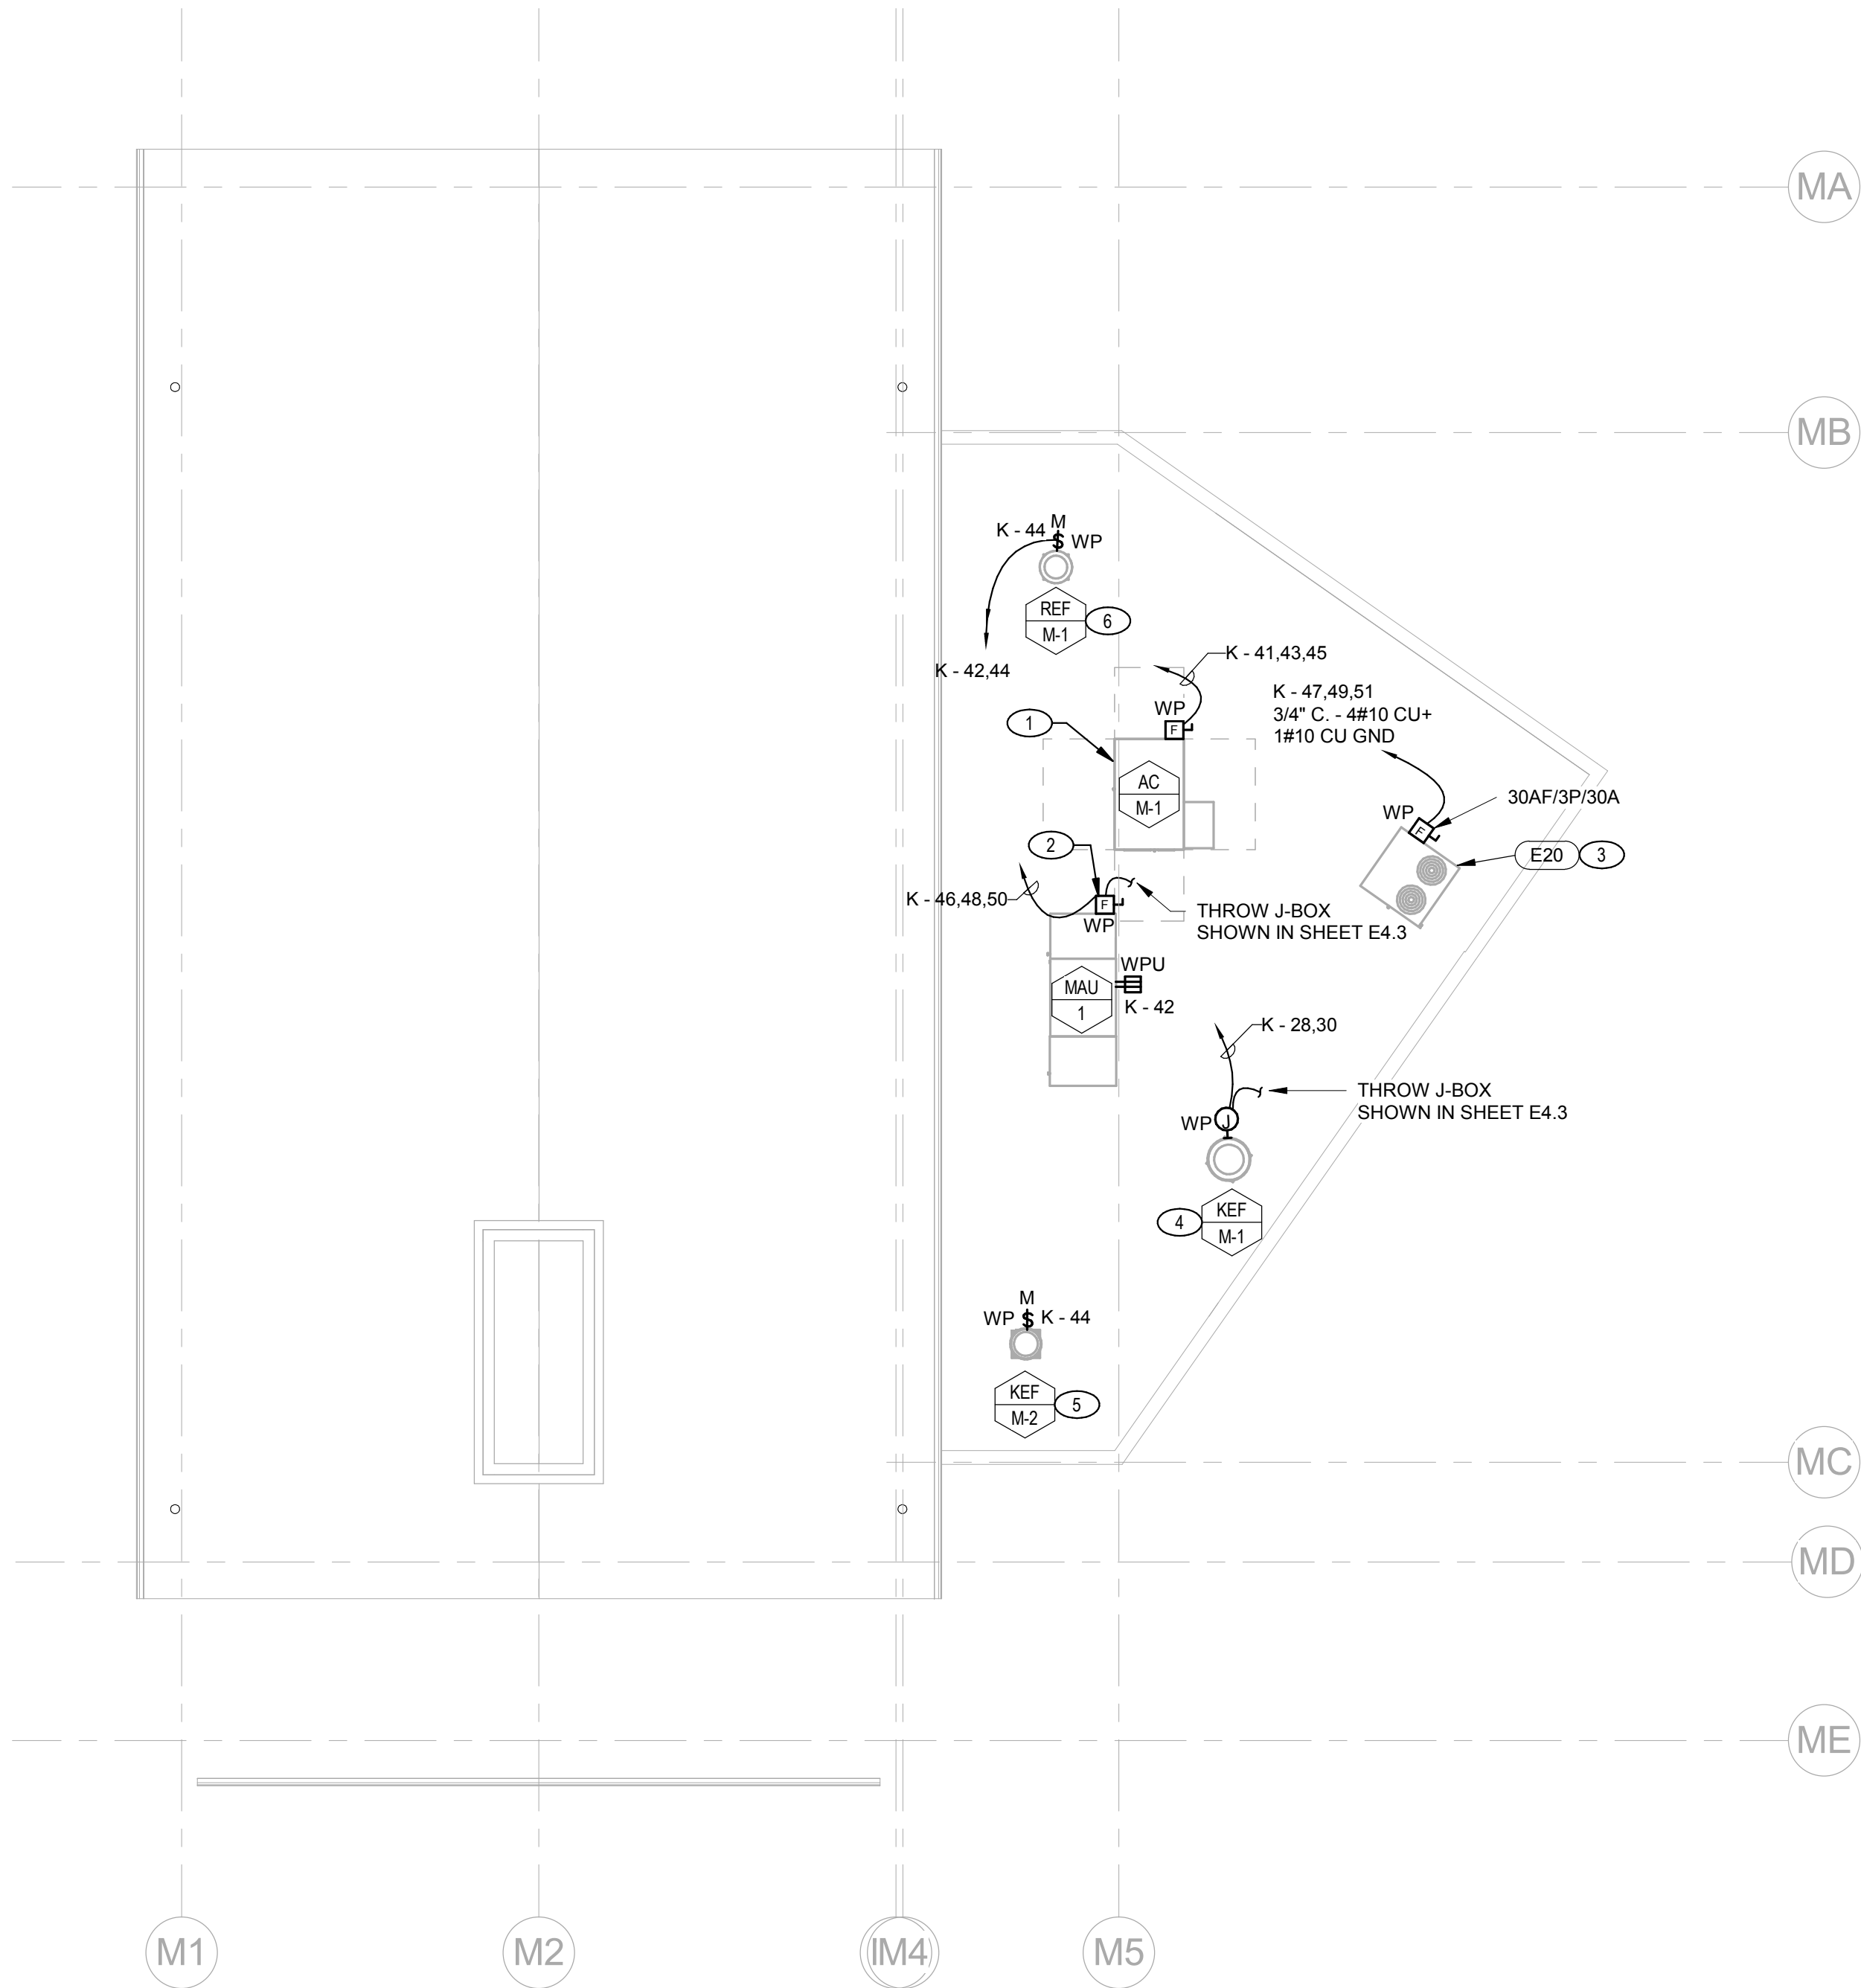 MA
MB
M
K - 44
$
WP
REF
M-1
6
K - 42,44
K - 41,43,45
K - 47,49,51
3/4" C. - 4#10 CU+
1#10 CU GND
WP
F
1
AC
M-1
30AF/3P/30A
WP
F
E20
3
2
K - 46,48,50
F
WP
THROW J-BOX
SHOWN IN SHEET E4.3
WPU
MAU
1
K - 42
K - 28,30
THROW J-BOX
SHOWN IN SHEET E4.3
WP
J
4
KEF
M-1
M
WP
$
K - 44
KEF
M-2
5
MC
MD
ME
M1
M2
M4
M5